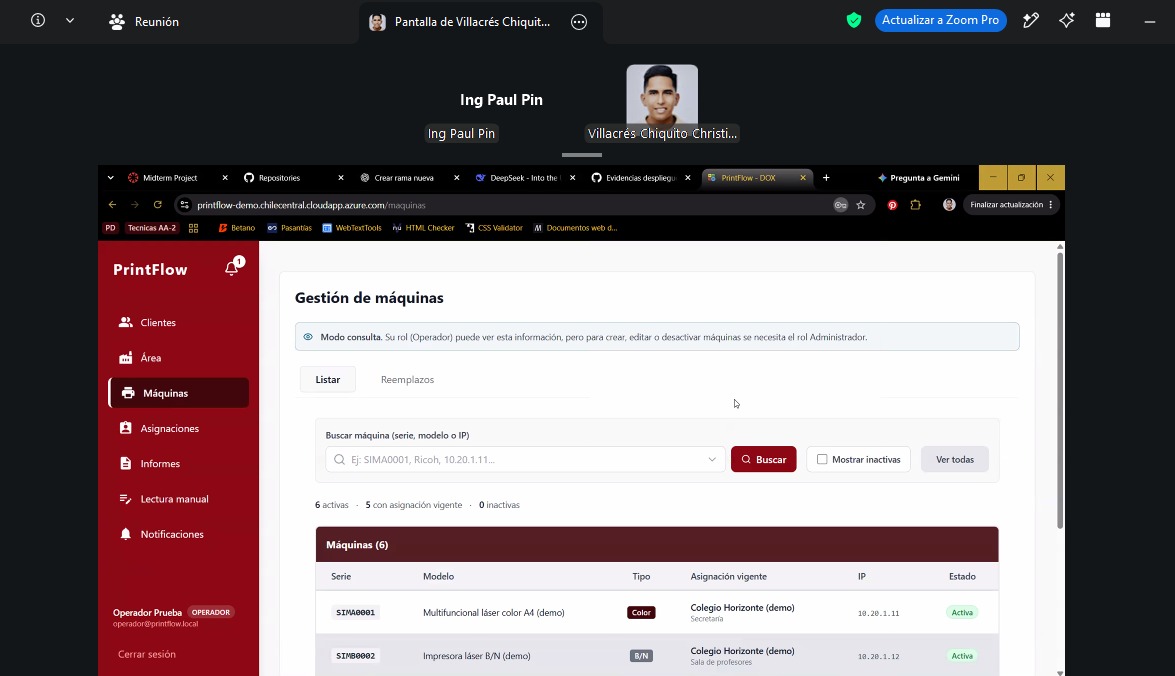 Reunión
Pantalla de Villacrés Chiquit...
Actualizar a Zoom Pro
Ing Paul Pin
Ing Paul Pin
Villacrés Chiquito Christi...
Midterm Project
Repositories
Crear rama nueva
DeepSeek - Into the
Evidencias desplieg
PrintFlow - DOX
Pregunta a Gemini
printflow-demo.chilecentral.cloudapp.azure.com/maquinas
Finalizar actualización
PD
Tecnicas AA-2
Betano
Pasantías
WebTextTools
HTML Checker
CSS Validator
Documentos web d...
PrintFlow
1
Clientes
Área
Máquinas
Asignaciones
Informes
Lectura manual
Notificaciones
Operador Prueba OPERADOR
operador@printflow.local
Cerrar sesión
Gestión de máquinas
Modo consulta. Su rol (Operador) puede ver esta información, pero para crear, editar o desactivar máquinas se necesita el rol Administrador.
Listar Reemplazos
Buscar máquina (serie, modelo o IP)
Ej: SIMA0001, Ricoh, 10.20.1.11... Buscar Mostrar inactivas Ver todas
6 activas · 5 con asignación vigente · 0 inactivas
Máquinas (6)
Serie Modelo Tipo Asignación vigente IP Estado
SIMA0001 Multifuncional láser color A4 (demo) Color Colegio Horizonte (demo) 10.20.1.11 Activa
Secretaría
SIMB0002 Impresora láser B/N (demo) B/N Colegio Horizonte (demo) 10.20.1.12 Activa
Sala de profesores